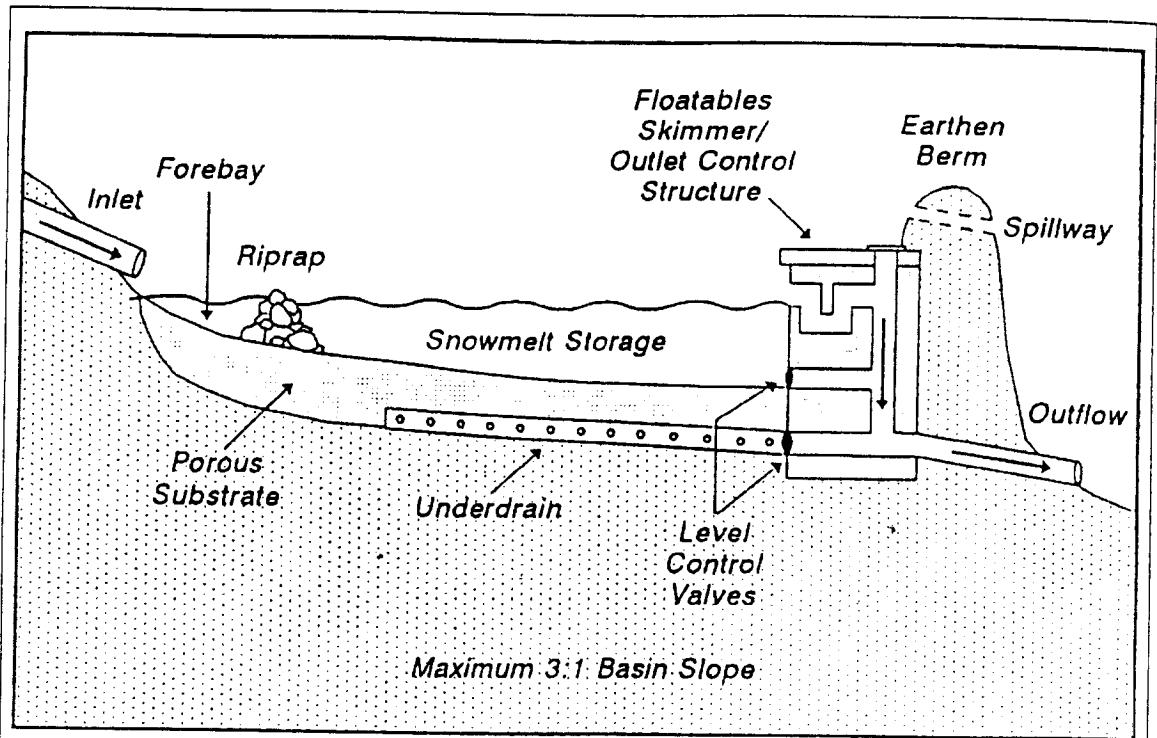 Floatables
Skimmer/
Outlet Control
Structure
Earthen
Berm
Forebay
Inlet
Spillway
Riprap
Snowmelt Storage
Outflow
Porous
Substrate
Underdrain
Level
Control
Valves
Maximum 3:1 Basin Slope